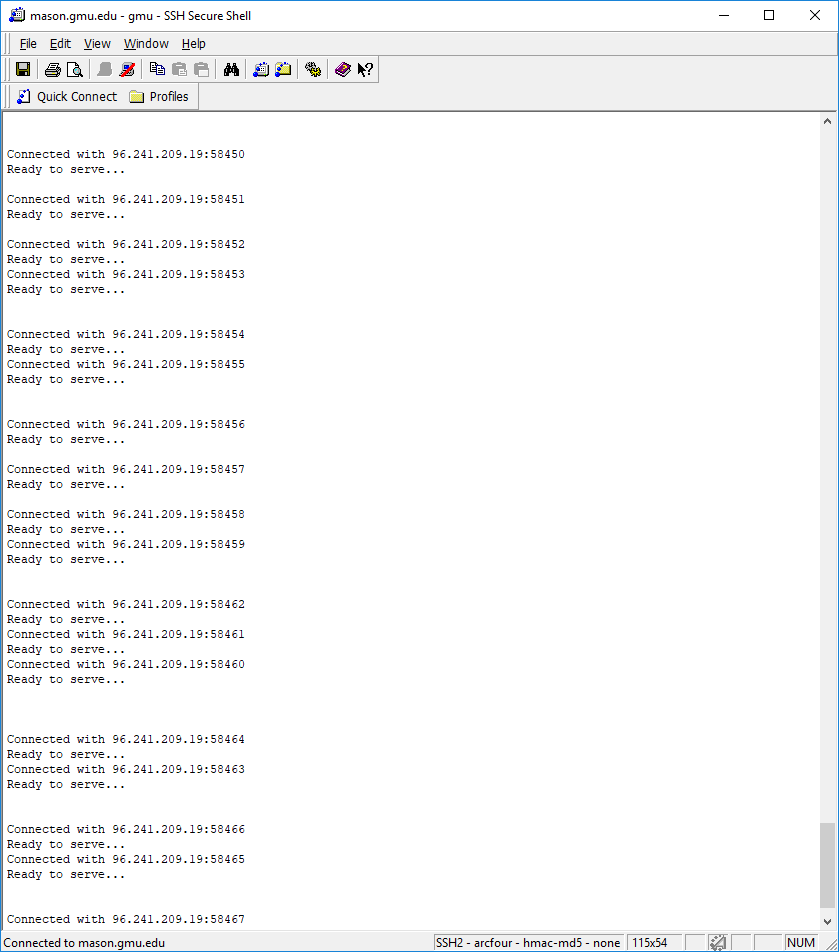 mason.gmu.edu - gmu - SSH Secure Shell
File Edit View Window Help
Quick Connect Profiles
Connected with 96.241.209.19:58450
Ready to serve...
Connected with 96.241.209.19:58451
Ready to serve...
Connected with 96.241.209.19:58452
Ready to serve...
Connected with 96.241.209.19:58453
Ready to serve...
Connected with 96.241.209.19:58454
Ready to serve...
Connected with 96.241.209.19:58455
Ready to serve...
Connected with 96.241.209.19:58456
Ready to serve...
Connected with 96.241.209.19:58457
Ready to serve...
Connected with 96.241.209.19:58458
Ready to serve...
Connected with 96.241.209.19:58459
Ready to serve...
Connected with 96.241.209.19:58462
Ready to serve...
Connected with 96.241.209.19:58461
Ready to serve...
Connected with 96.241.209.19:58460
Ready to serve...
Connected with 96.241.209.19:58464
Ready to serve...
Connected with 96.241.209.19:58463
Ready to serve...
Connected with 96.241.209.19:58466
Ready to serve...
Connected with 96.241.209.19:58465
Ready to serve...
Connected with 96.241.209.19:58467
Connected to mason.gmu.edu SSH2 - arcfour - hmac-md5 - none 115x54 NUM